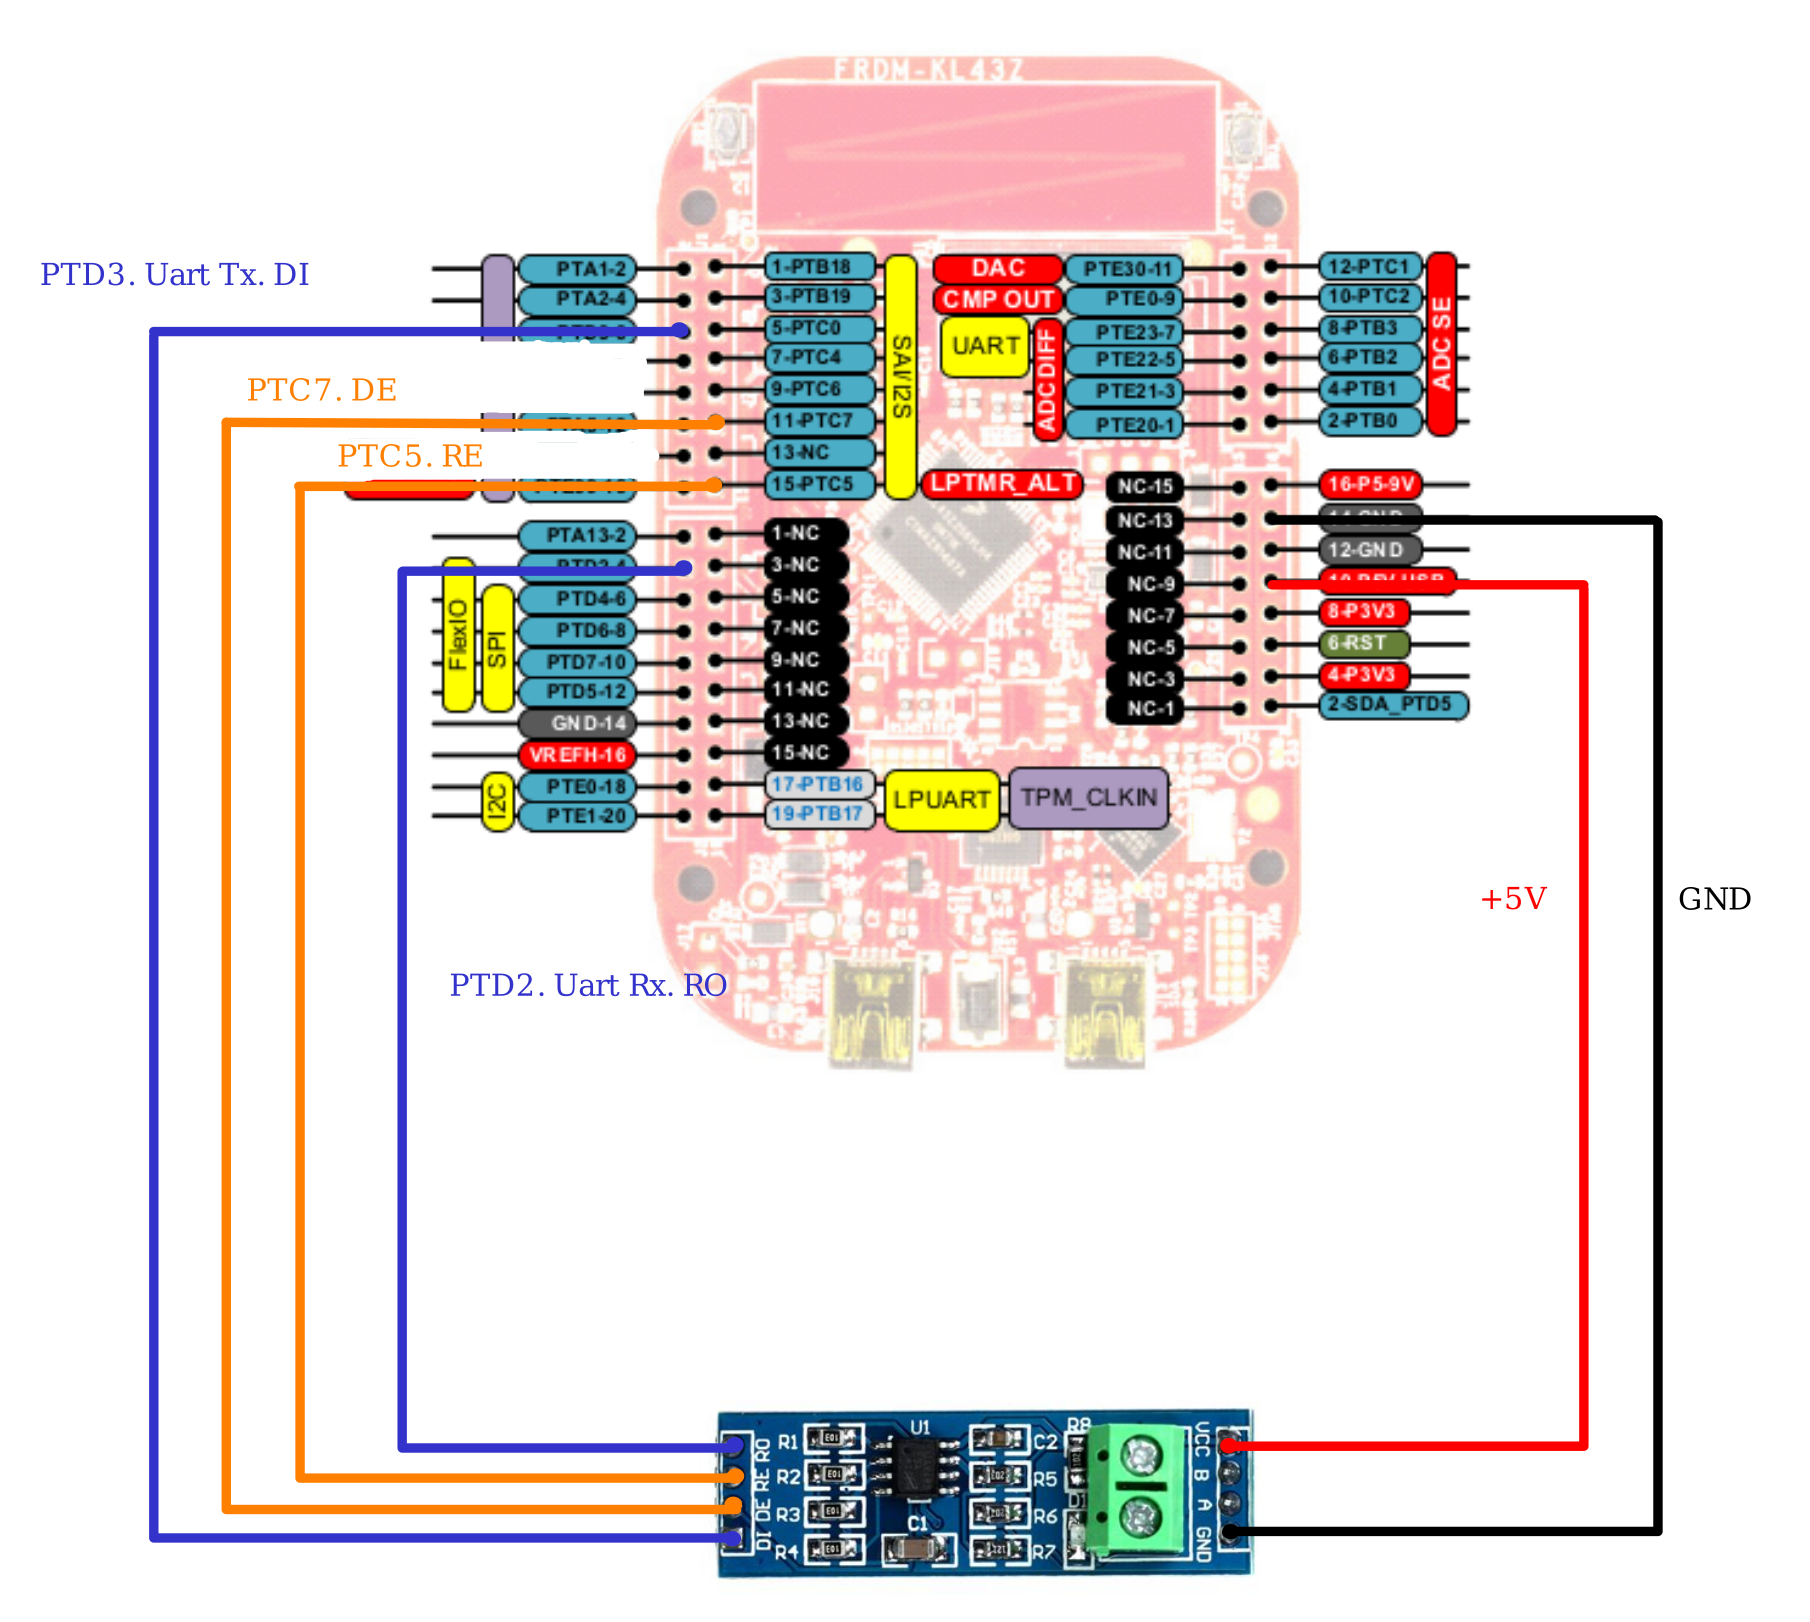 FRDM-KL43Z
PTD3. Uart Tx. DI
PTA1-2
1-PTB18
DAC
PTE30-11
12-PTC1
PTA2-4
3-PTB19
CMP OUT
PTE0-9
10-PTC2
5-PTC0
SAI/I2S
UART
ADC DIFF
PTE23-7
8-PTB3
ADC SE
7-PTC4
PTE22-5
6-PTB2
PTC7. DE
9-PTC6
PTE21-3
4-PTB1
11-PTC7
PTE20-1
2-PTB0
PTC5. RE
13-NC
15-PTC5
LPTMR_ALT
NC-15
16-P5-9V
PTA13-2
1-NC
NC-13
14-GND
PTD2-4
3-NC
NC-11
12-GND
FlexIO
SPI
PTD4-6
5-NC
NC-9
10-P5V-USB
PTD6-8
7-NC
NC-7
8-P3V3
PTD7-10
9-NC
NC-5
6-RST
PTD5-12
11-NC
NC-3
4-P3V3
GND-14
13-NC
NC-1
2-SDA_PTD5
VREFH-16
15-NC
I2C
PTE0-18
17-PTB16
LPUART
TPM_CLKIN
PTE1-20
19-PTB17
+5V
GND
PTD2. Uart Rx. RO
RO
RE
DE
DI
R1
R2
R3
R4
U1
C1
C2
R5
R6
R7
R8
D1
VCC
B
A
GND